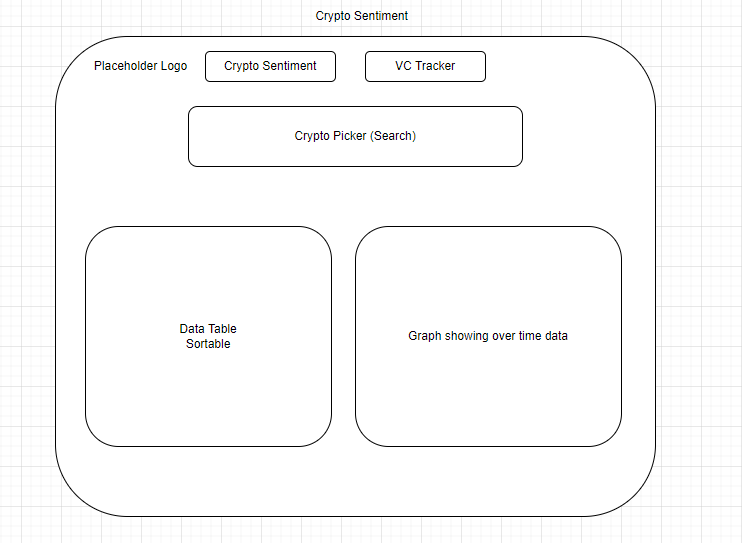 Crypto Sentiment
Placeholder Logo
Crypto Sentiment
VC Tracker
Crypto Picker (Search)
Data Table
Sortable
Graph showing over time data